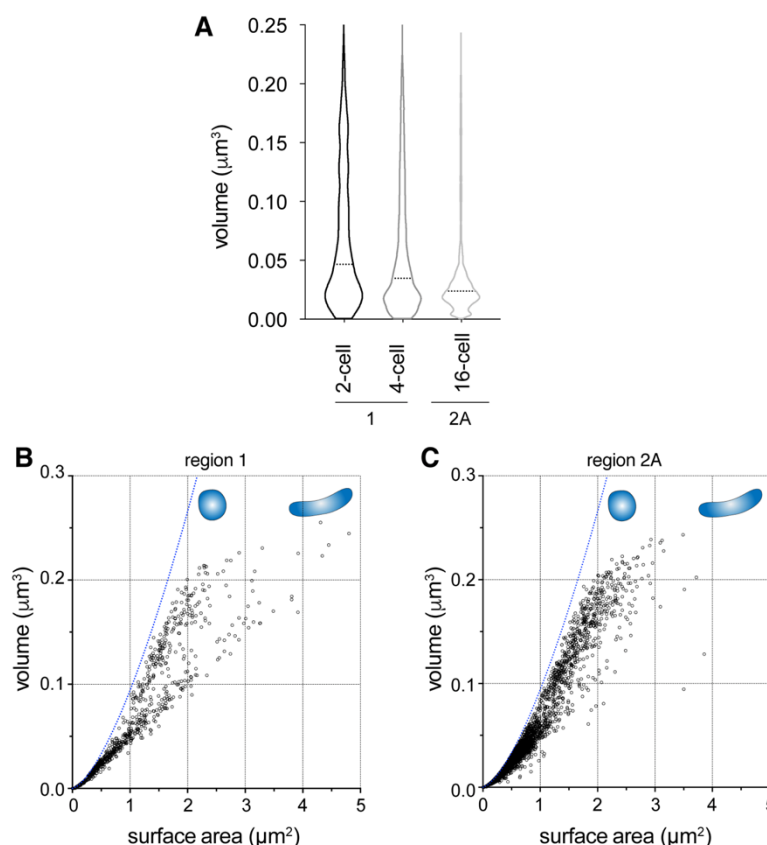 A
volume (μm³)
0.25
0.20
0.15
0.10
0.05
0.00
2-cell
4-cell
16-cell
1
2A
B
region 1
volume (μm³)
0.3
0.2
0.1
0.0
0
1
2
3
4
5
surface area (μm²)
C
region 2A
volume (μm³)
0.3
0.2
0.1
0.0
0
1
2
3
4
5
surface area (μm²)